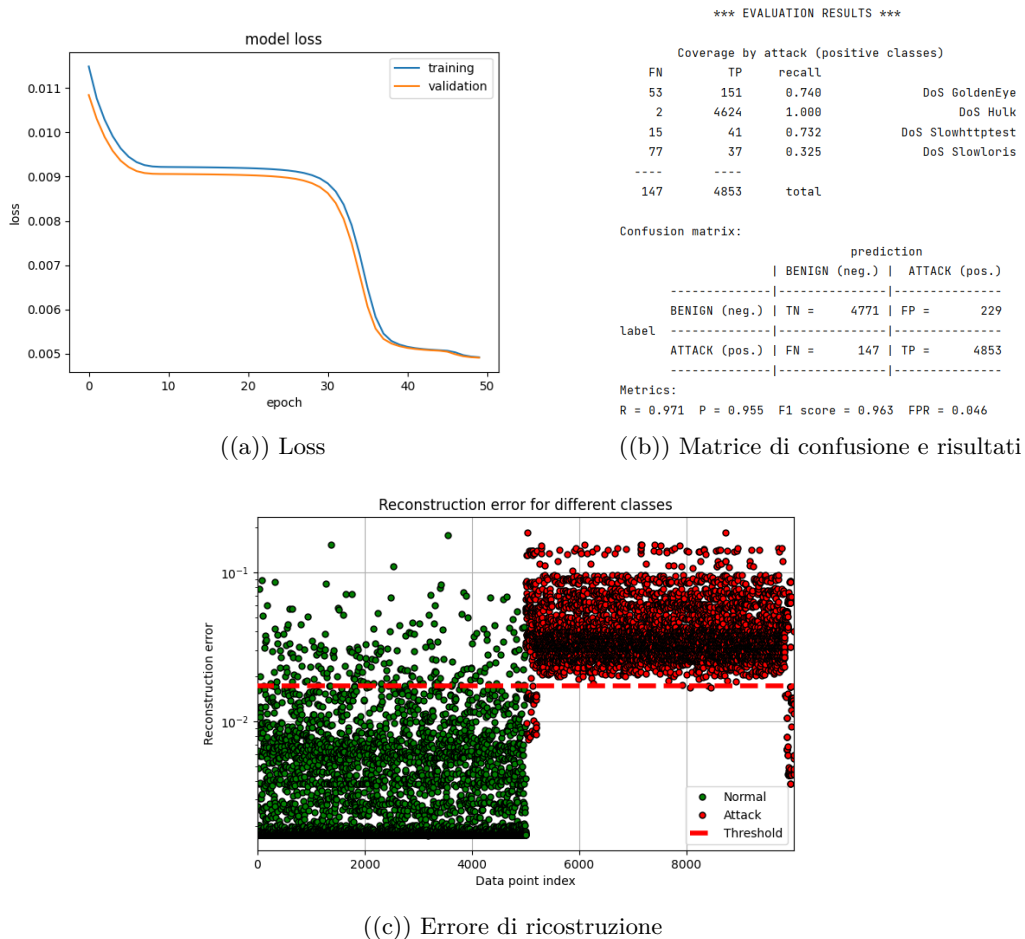 model loss
training
validation
0.011
0.010
0.009
0.008
0.007
0.006
0.005
loss
0 10 20 30 40 50
epoch
((a)) Loss
*** EVALUATION RESULTS ***
Coverage by attack (positive classes)
FN TP recall
53 151 0.740 DoS GoldenEye
2 4624 1.000 DoS Hulk
15 41 0.732 DoS Slowhttptest
77 37 0.325 DoS Slowloris
---- ----
147 4853 total
Confusion matrix:
prediction
| BENIGN (neg.) | ATTACK (pos.)
--------------|---------------|---------------
BENIGN (neg.) | TN = 4771 | FP = 229
label --------------|---------------|---------------
ATTACK (pos.) | FN = 147 | TP = 4853
--------------|---------------|---------------
Metrics:
R = 0.971 P = 0.955 F1 score = 0.963 FPR = 0.046
((b)) Matrice di confusione e risultati
Reconstruction error for different classes
10⁻¹
10⁻²
Reconstruction error
Normal
Attack
Threshold
0 2000 4000 6000 8000
Data point index
((c)) Errore di ricostruzione